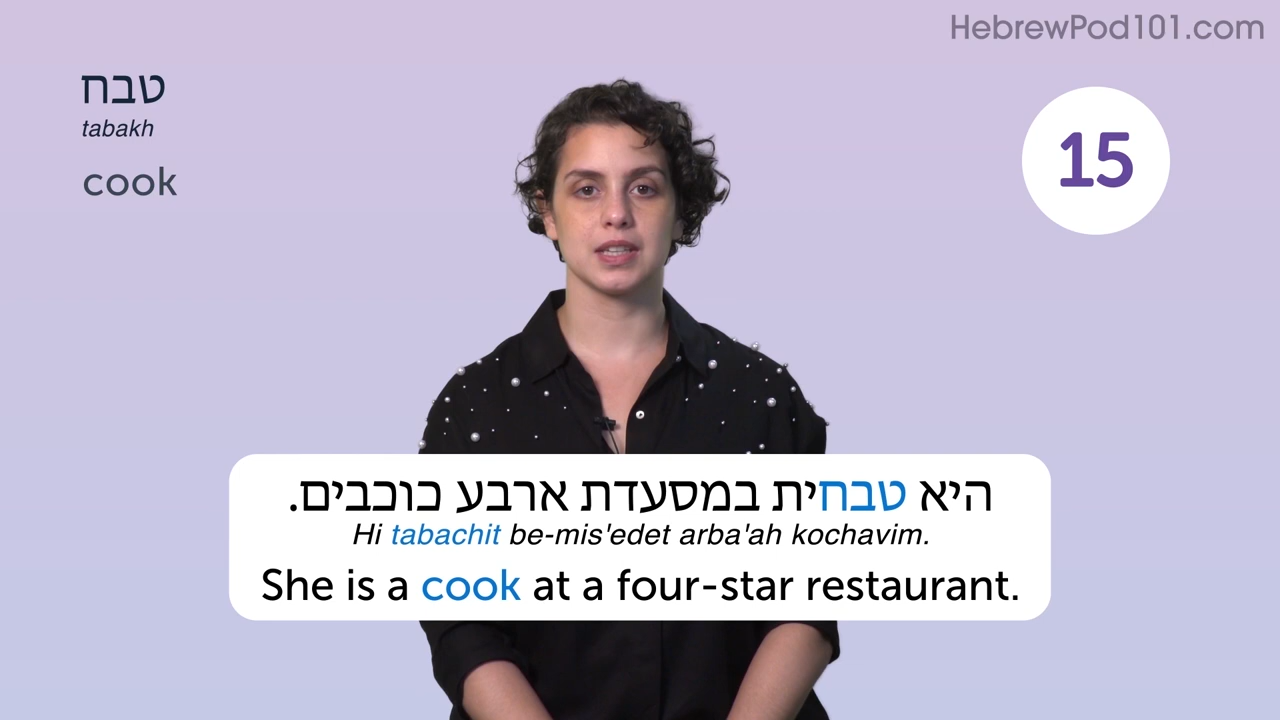 HebrewPod101.com
טבח
tabakh
cook
15
היא טבחית במסעדת ארבע כוכבים.
Hi tabachit be-mis'edet arba'ah kochavim.
She is a cook at a four-star restaurant.